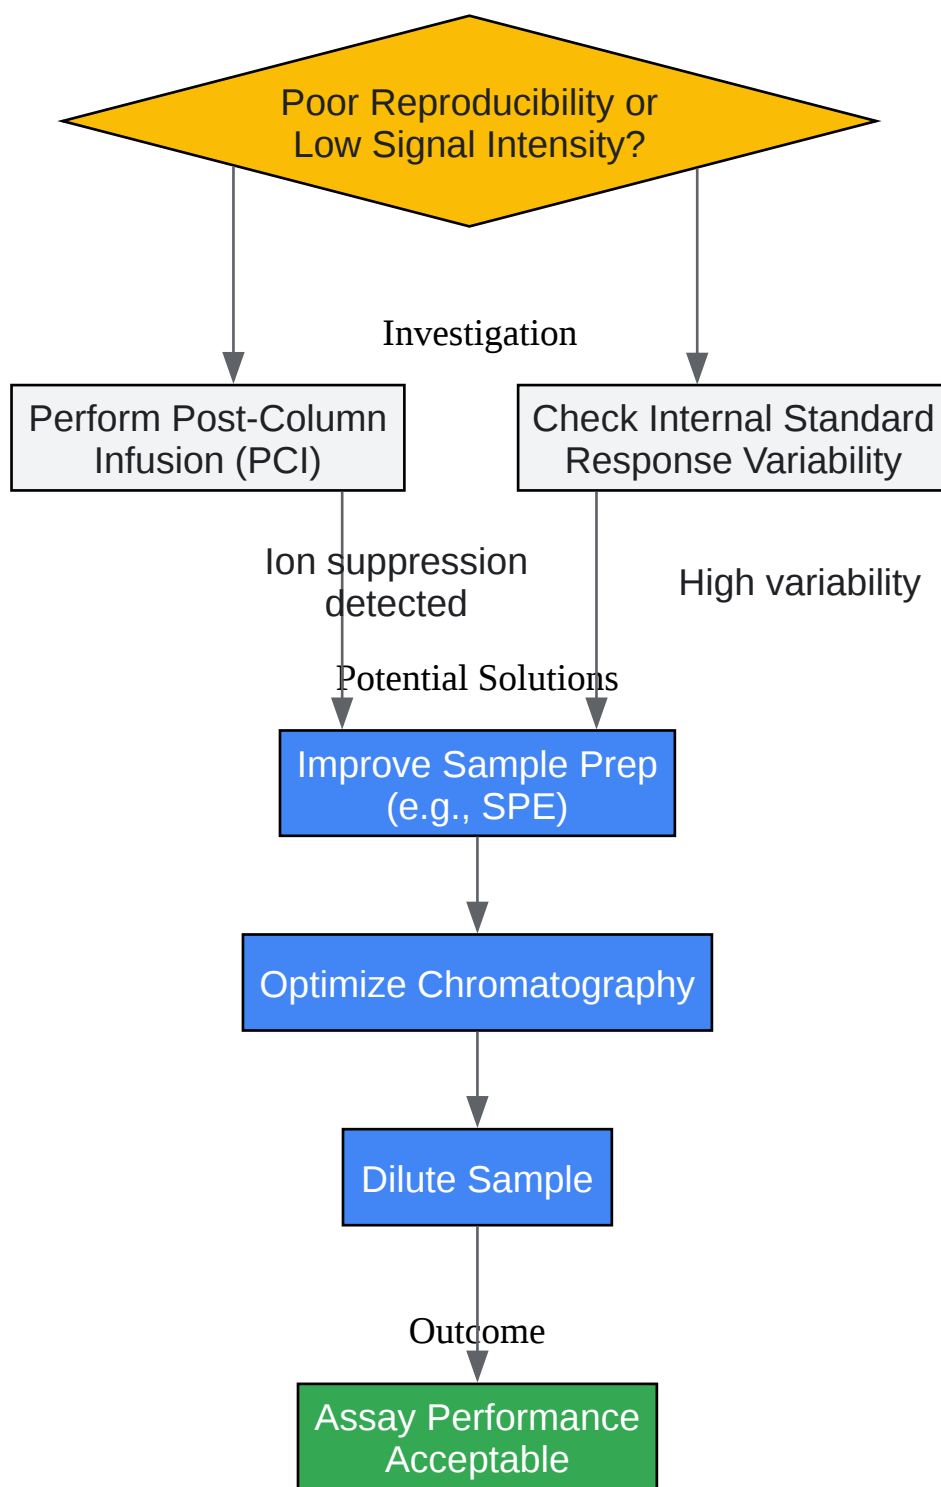 Poor Reproducibility or
Low Signal Intensity?
Investigation
Perform Post-Column
Infusion (PCI)
Check Internal Standard
Response Variability
Ion suppression
detected
High variability
Potential Solutions
Improve Sample Prep
(e.g., SPE)
Optimize Chromatography
Dilute Sample
Outcome
Assay Performance
Acceptable